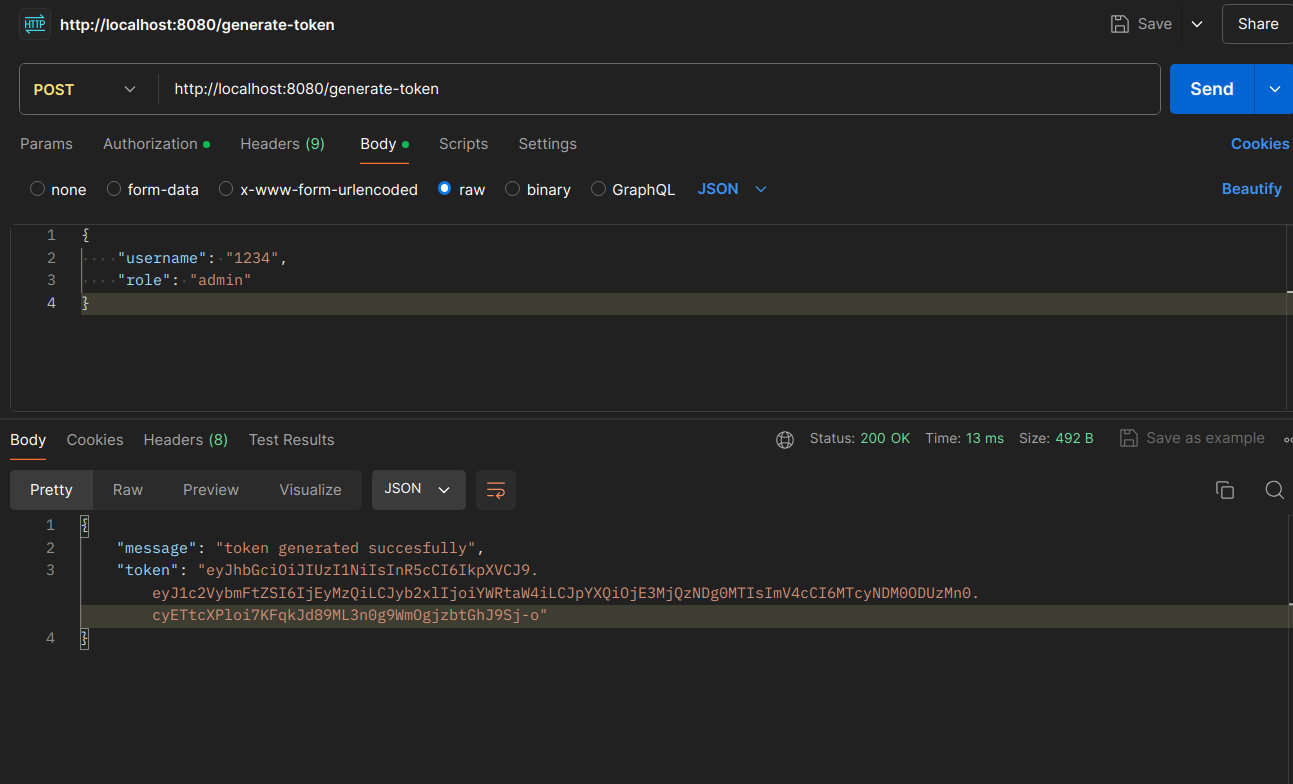 HTTP http://localhost:8080/generate-token Save Share
POST http://localhost:8080/generate-token Send
Params Authorization Headers (9) Body Scripts Settings Cookies
none form-data x-www-form-urlencoded raw binary GraphQL JSON Beautify
1 {
2 "username": "1234",
3 "role": "admin"
4 }
Body Cookies Headers (8) Test Results Status: 200 OK Time: 13 ms Size: 492 B Save as example
Pretty Raw Preview Visualize JSON
1 {
2 "message": "token generated succesfully",
3 "token": "eyJhbGciOiJIUzI1NiIsInR5cCI6IkpXVCJ9.
eyJ1c2VybmFtZSI6IjEyMzQiLCJyb2xlIjoiYWRtaW4iLCJpYXQiOjE3MjQzNDg0MTIsImV4cCI6MTcyNDM0ODUzMn0.
cyETtcXPloi7KFqkJd89ML3n0g9WmOgjzbtGhJ9Sj-o"
4 }